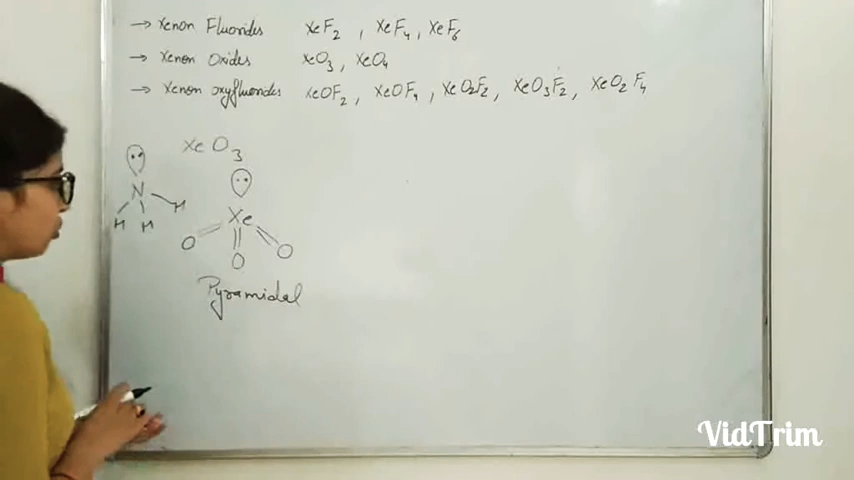 → Xenon Fluorides XeF₂ , XeF₄ , XeF₆
→ Xenon Oxides XeO₃ , XeO₄
→ Xenon oxyfluorides XeOF₂ , XeOF₄ , XeO₂F₂ , XeO₃F₂ , XeO₂F₄
XeO₃
N
H H H
Xe
O O O
Pyramidal
VidTrim